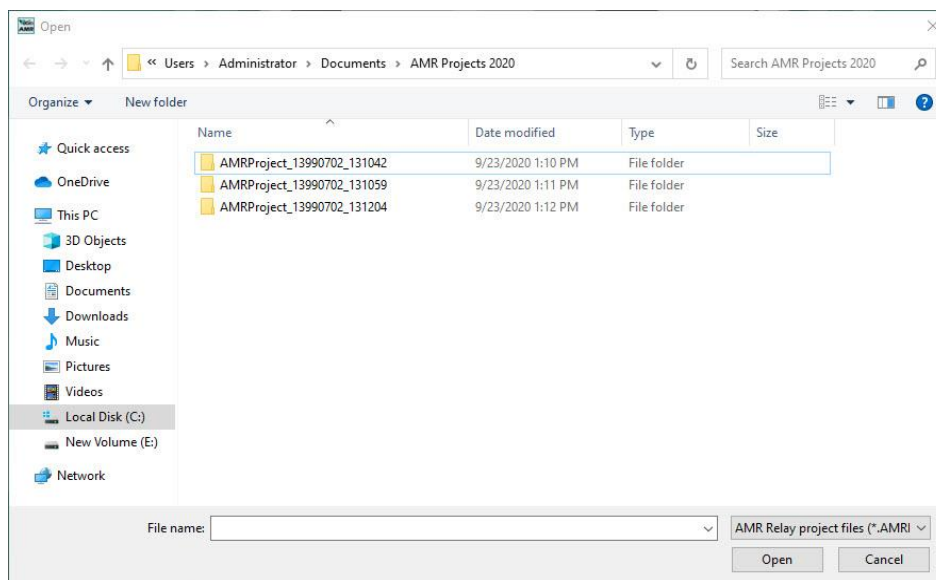 Open
« Users › Administrator › Documents › AMR Projects 2020
Search AMR Projects 2020
Organize
New folder
Name
Date modified
Type
Size
AMRProject_13990702_131042 9/23/2020 1:10 PM File folder
AMRProject_13990702_131059 9/23/2020 1:11 PM File folder
AMRProject_13990702_131204 9/23/2020 1:12 PM File folder
Quick access
OneDrive
This PC
3D Objects
Desktop
Documents
Downloads
Music
Pictures
Videos
Local Disk (C:)
New Volume (E:)
Network
File name:
AMR Relay project files (*.AMRI
Open
Cancel